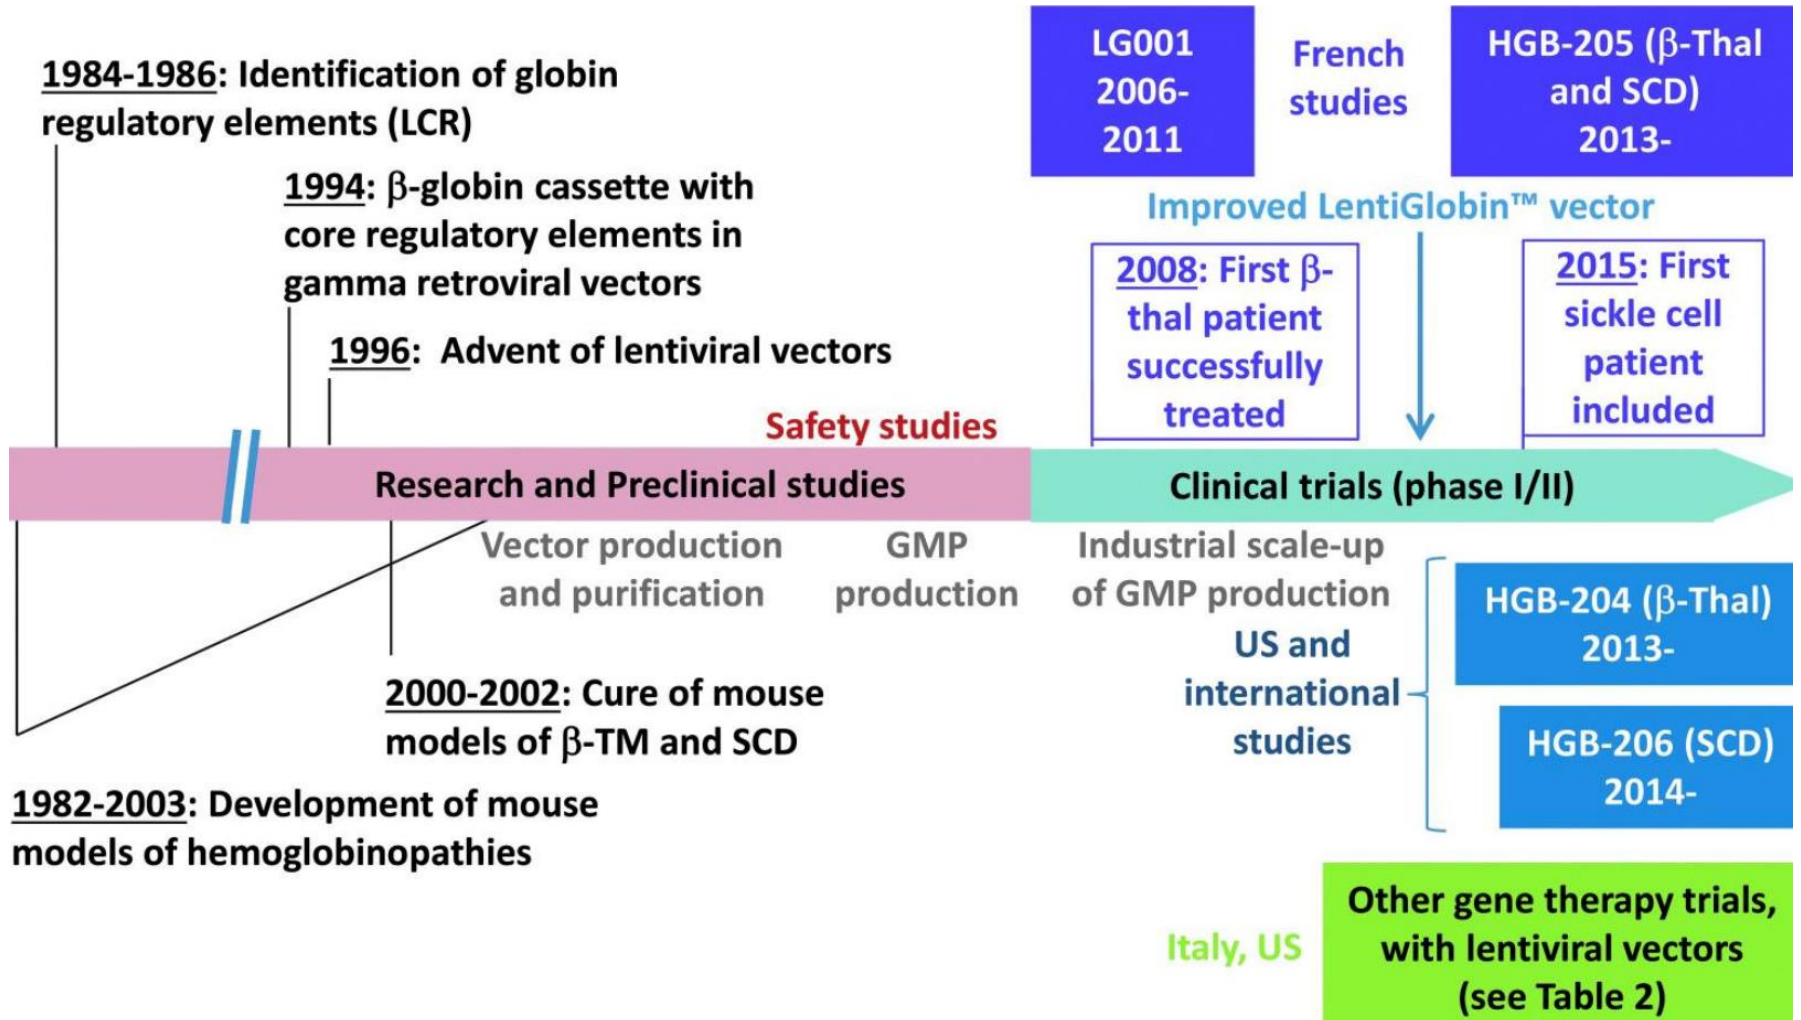 1984-1986: Identification of globin
regulatory elements (LCR)
1994: β-globin cassette with
core regulatory elements in
gamma retroviral vectors
1996: Advent of lentiviral vectors
Safety studies
LG001
2006-
2011
French
studies
HGB-205 (β-Thal
and SCD)
2013-
Improved LentiGlobin™ vector
2008: First β-
thal patient
successfully
treated
2015: First
sickle cell
patient
included
Research and Preclinical studies
Clinical trials (phase I/II)
Vector production
and purification
GMP
production
Industrial scale-up
of GMP production
2000-2002: Cure of mouse
models of β-TM and SCD
1982-2003: Development of mouse
models of hemoglobinopathies
US and
international
studies
HGB-204 (β-Thal)
2013-
HGB-206 (SCD)
2014-
Italy, US
Other gene therapy trials,
with lentiviral vectors
(see Table 2)